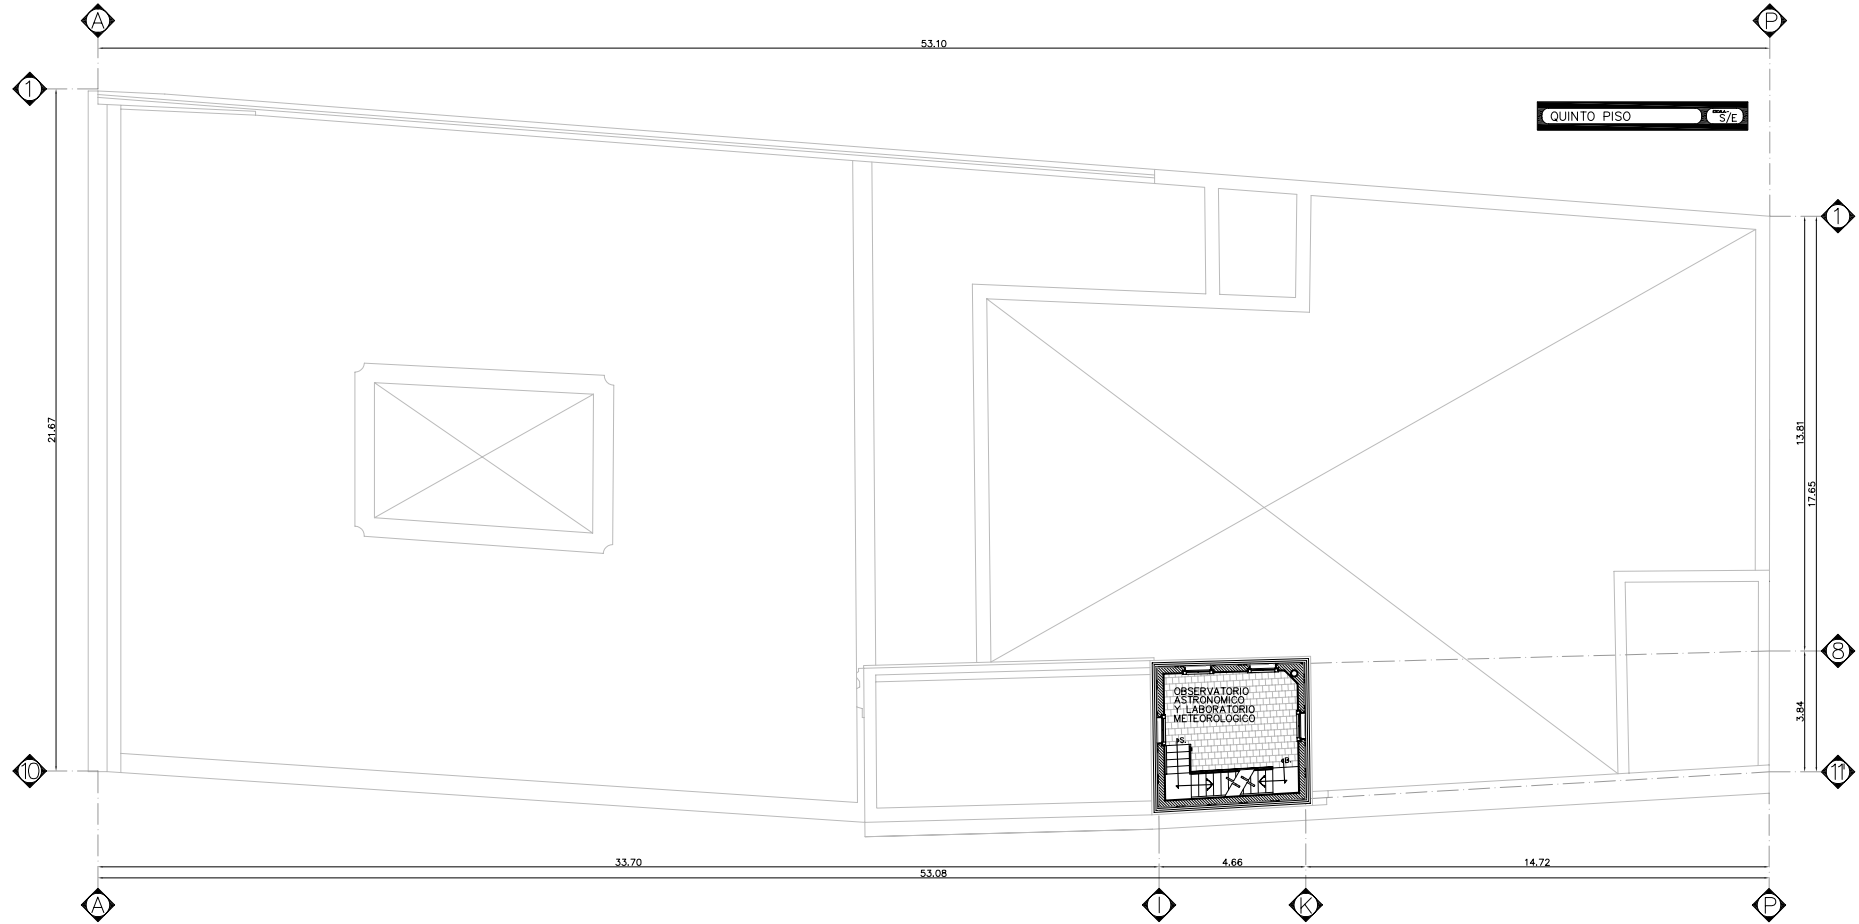 A
P
53.10
1
QUINTO PISO
S/E
1
21.67
13.81
17.65
8
OBSERVATORIO
ASTRONOMICO
Y LABORATORIO
METEOROLOGICO
3.84
S.
B.
10
11
33.70
4.66
14.72
53.08
A
I
K
P